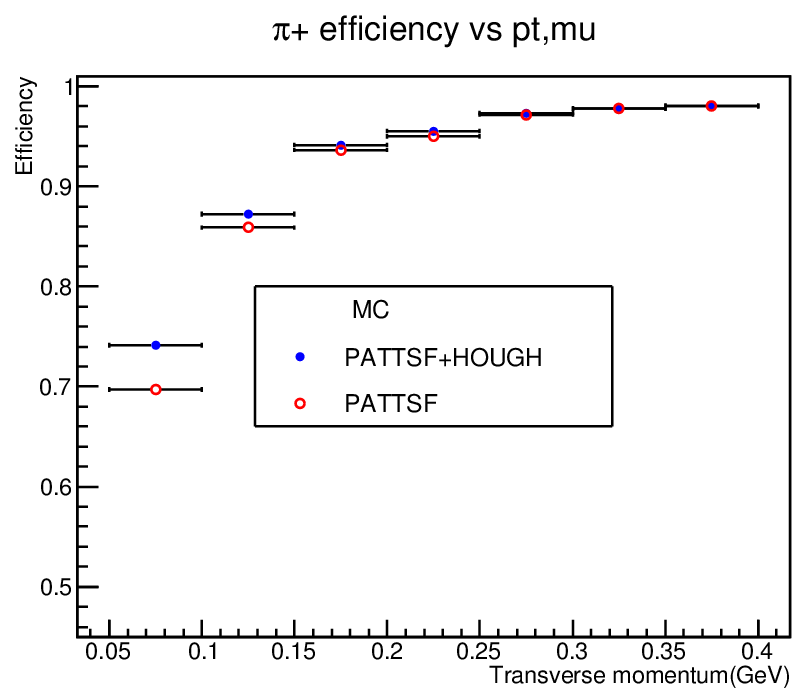 π+ efficiency vs pt,mu
Efficiency
1
0.9
0.8
0.7
0.6
0.5
MC
PATTSF+HOUGH
PATTSF
0.05 0.1 0.15 0.2 0.25 0.3 0.35 0.4
Transverse momentum(GeV)